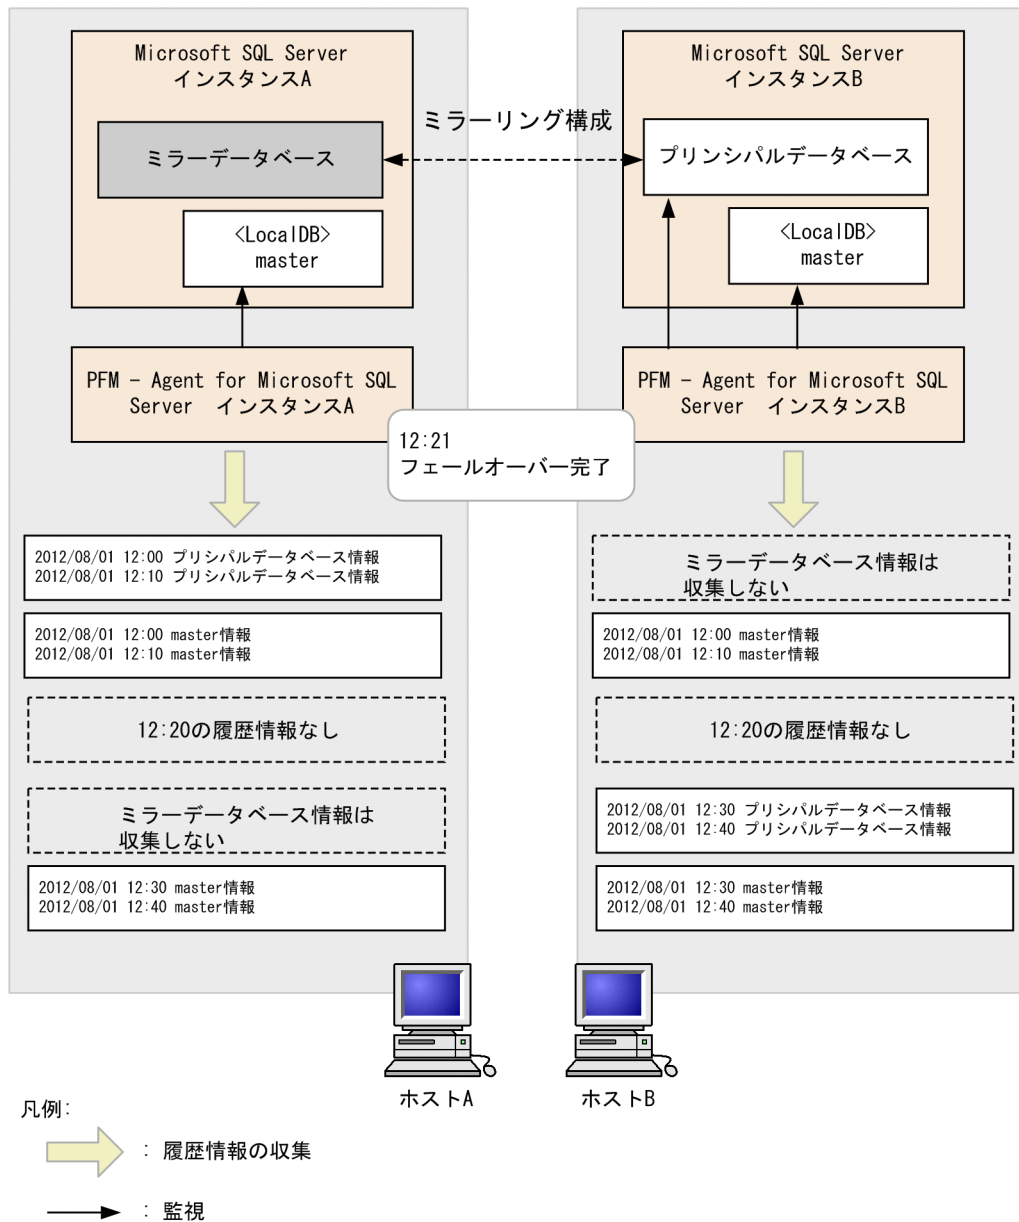 Microsoft SQL Server
インスタンスA
ミラーデータベース
<LocalDB>
master
PFM - Agent for Microsoft SQL
Server インスタンスA
ミラーリング構成
Microsoft SQL Server
インスタンスB
プリンシパルデータベース
<LocalDB>
master
PFM - Agent for Microsoft SQL
Server インスタンスB
12:21
フェールオーバー完了
2012/08/01 12:00 プリシパルデータベース情報
2012/08/01 12:10 プリシパルデータベース情報
2012/08/01 12:00 master情報
2012/08/01 12:10 master情報
12:20の履歴情報なし
ミラーデータベース情報は
収集しない
2012/08/01 12:30 master情報
2012/08/01 12:40 master情報
ミラーデータベース情報は
収集しない
2012/08/01 12:00 master情報
2012/08/01 12:10 master情報
12:20の履歴情報なし
2012/08/01 12:30 プリシパルデータベース情報
2012/08/01 12:40 プリシパルデータベース情報
2012/08/01 12:30 master情報
2012/08/01 12:40 master情報
ホストA
ホストB
凡例:
: 履歴情報の収集
: 監視